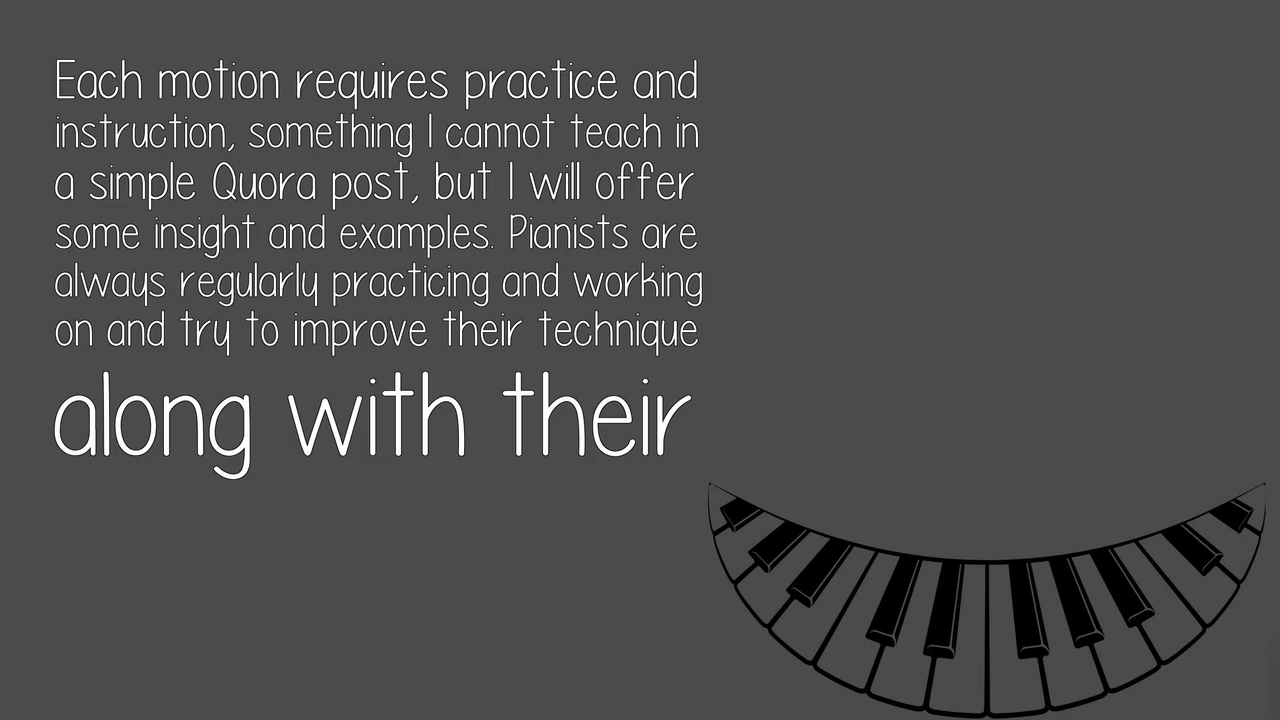 Each motion requires practice and
instruction, something I cannot teach in
a simple Quora post, but I will offer
some insight and examples. Pianists are
always regularly practicing and working
on and try to improve their technique
along with their